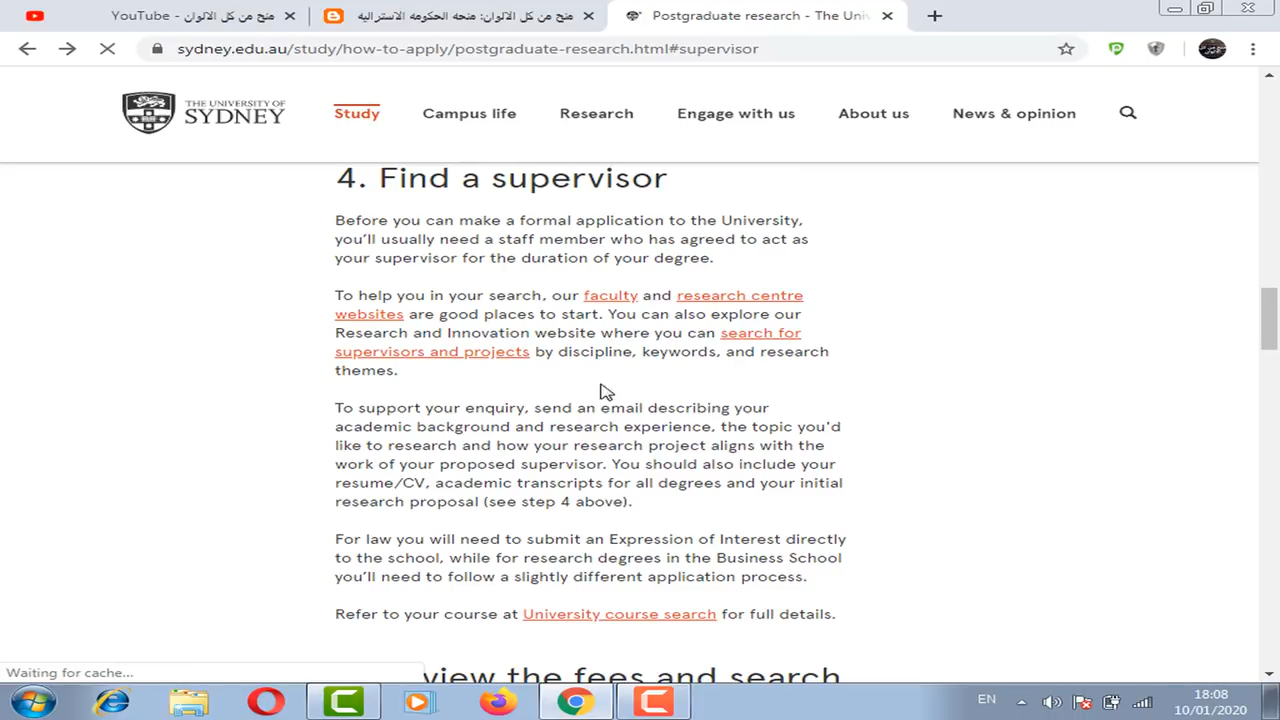 منح من كل الالوان - YouTube
منح من كل الالوان: منحه الحكومه الاستراليه
Postgraduate research - The Univ
sydney.edu.au/study/how-to-apply/postgraduate-research.html#supervisor
THE UNIVERSITY OF
SYDNEY
Study Campus life Research Engage with us About us News & opinion
4. Find a supervisor
Before you can make a formal application to the University,
you'll usually need a staff member who has agreed to act as
your supervisor for the duration of your degree.
To help you in your search, our faculty and research centre
websites are good places to start. You can also explore our
Research and Innovation website where you can search for
supervisors and projects by discipline, keywords, and research
themes.
To support your enquiry, send an email describing your
academic background and research experience, the topic you'd
like to research and how your research project aligns with the
work of your proposed supervisor. You should also include your
resume/CV, academic transcripts for all degrees and your initial
research proposal (see step 4 above).
For law you will need to submit an Expression of Interest directly
to the school, while for research degrees in the Business School
you'll need to follow a slightly different application process.
Refer to your course at University course search for full details.
view the fees and search
Waiting for cache...
EN
18:08
10/01/2020